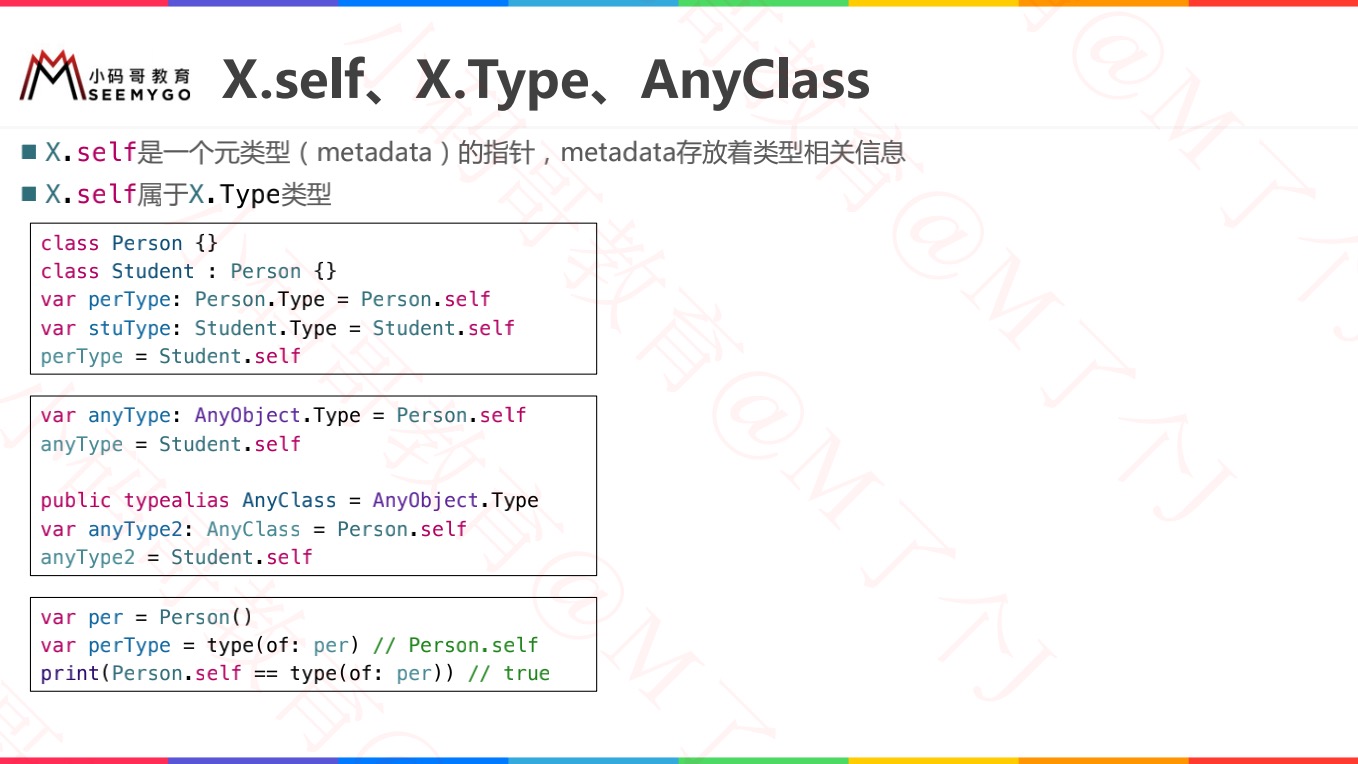 小码哥教育
SEEMYGO
X.self、X.Type、AnyClass
X.self是一个元类型（metadata）的指针，metadata存放着类型相关信息
X.self属于X.Type类型
class Person {}
class Student : Person {}
var perType: Person.Type = Person.self
var stuType: Student.Type = Student.self
perType = Student.self
var anyType: AnyObject.Type = Person.self
anyType = Student.self
public typealias AnyClass = AnyObject.Type
var anyType2: AnyClass = Person.self
anyType2 = Student.self
var per = Person()
var perType = type(of: per) // Person.self
print(Person.self == type(of: per)) // true
小码哥教育@M了个J